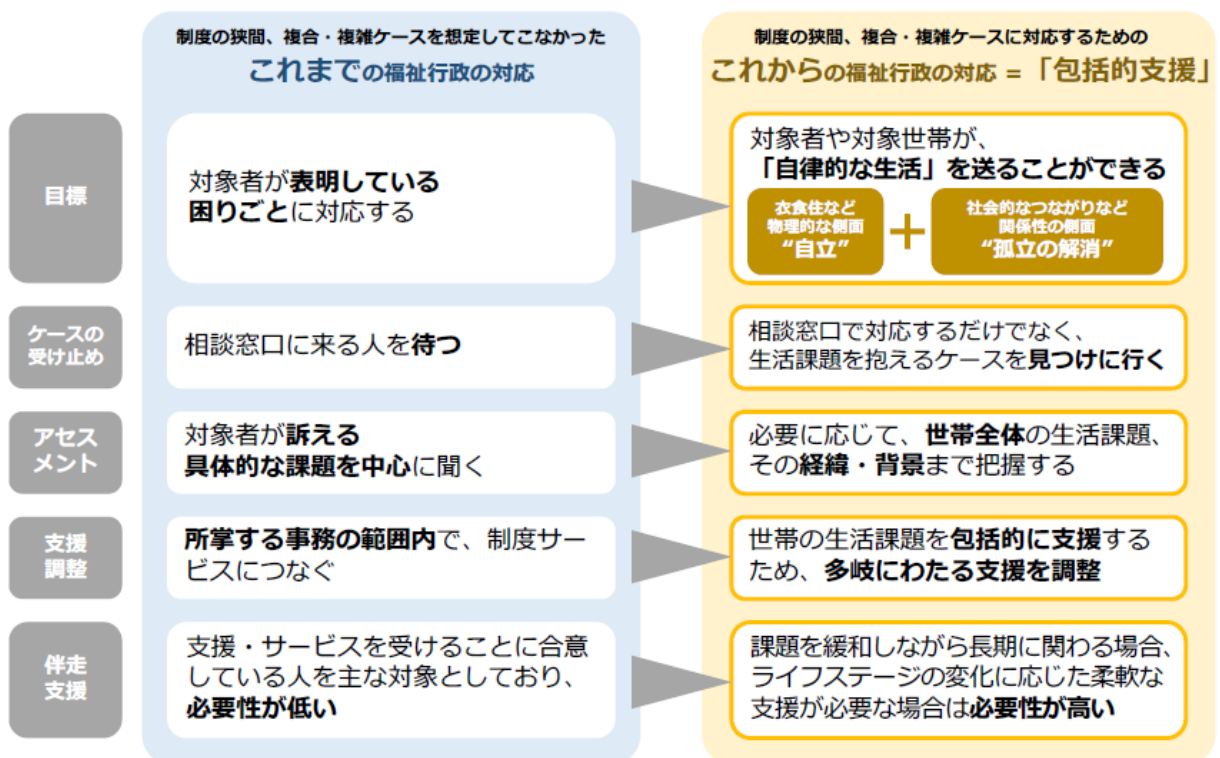 制度の狭間、複合・複雑ケースを想定してこなかった
これまでの福祉行政の対応
制度の狭間、複合・複雑ケースに対応するための
これからの福祉行政の対応 = 「包括的支援」
目標
対象者が表明している
困りごとに対応する
対象者や対象世帯が、
「自律的な生活」を送ることができる
衣食住など
物理的な側面
“自立”
+
社会的なつながりなど
関係性の側面
“孤立の解消”
ケースの
受け止め
相談窓口に来る人を待つ
相談窓口で対応するだけでなく、
生活課題を抱えるケースを見つけに行く
アセス
メント
対象者が訴える
具体的な課題を中心に聞く
必要に応じて、世帯全体の生活課題、
その経緯・背景まで把握する
支援
調整
所掌する事務の範囲内で、制度サー
ビスにつなぐ
世帯の生活課題を包括的に支援する
ため、多岐にわたる支援を調整
伴走
支援
支援・サービスを受けることに合意
している人を主な対象としており、
必要性が低い
課題を緩和しながら長期に関わる場合、
ライフステージの変化に応じた柔軟な
支援が必要な場合は必要性が高い